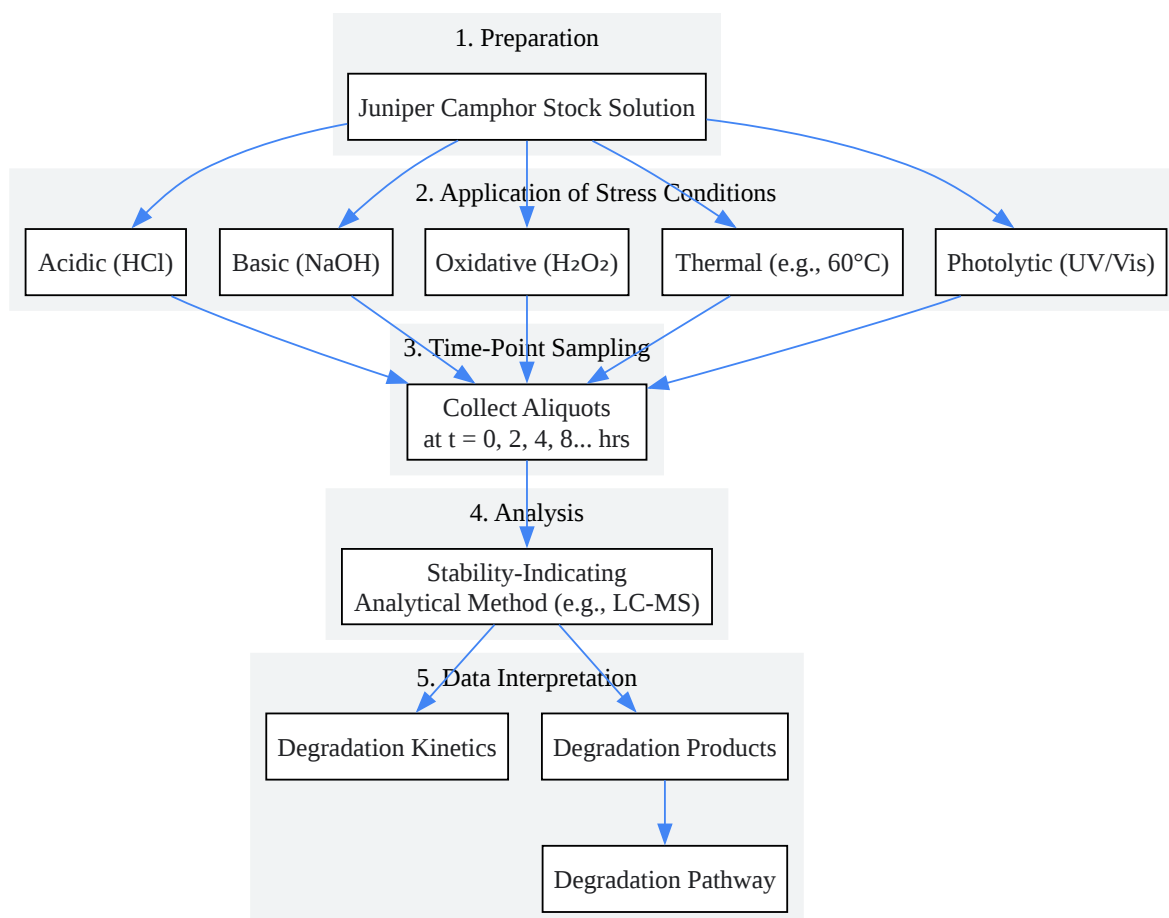 1. Preparation
Juniper Camphor Stock Solution
2. Application of Stress Conditions
Acidic (HCl)
Basic (NaOH)
Oxidative (H₂O₂)
Thermal (e.g., 60°C)
Photolytic (UV/Vis)
3. Time-Point Sampling
Collect Aliquots
at t = 0, 2, 4, 8... hrs
4. Analysis
Stability-Indicating
Analytical Method (e.g., LC-MS)
5. Data Interpretation
Degradation Kinetics
Degradation Products
Degradation Pathway